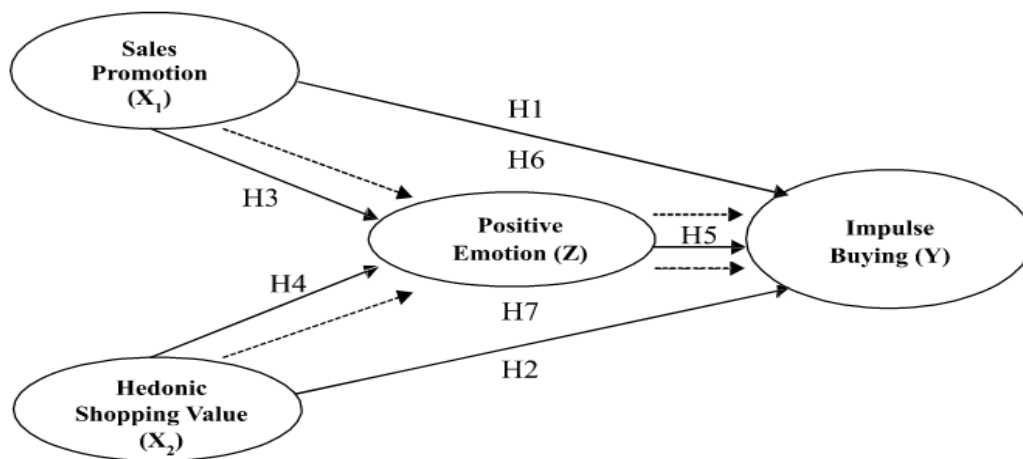 Sales
Promotion
(X₁)
H1
H6
H3
Positive
Emotion (Z)
H5
Impulse
Buying (Y)
H4
H7
H2
Hedonic
Shopping Value
(X₂)